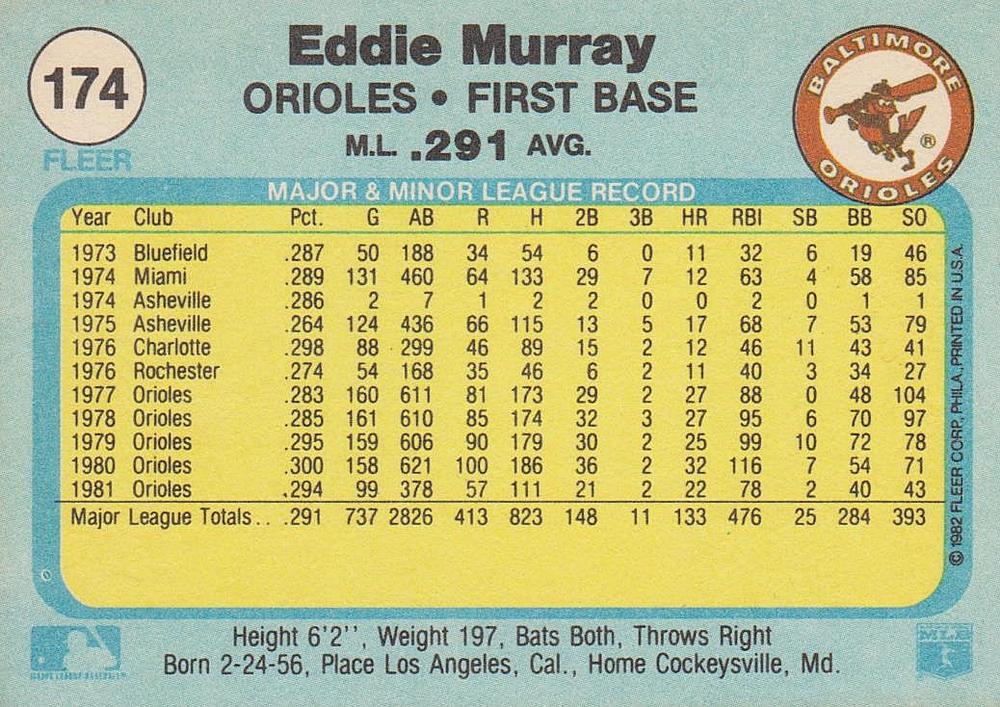 174
FLEER
Eddie Murray
ORIOLES • FIRST BASE
M.L. .291 AVG.
BALTIMORE
ORIOLES
®
MAJOR & MINOR LEAGUE RECORD
Year Club Pct. G AB R H 2B 3B HR RBI SB BB SO
1973 Bluefield .287 50 188 34 54 6 0 11 32 6 19 46
1974 Miami .289 131 460 64 133 29 7 12 63 4 58 85
1974 Asheville .286 2 7 1 2 2 0 0 2 0 1 1
1975 Asheville .264 124 436 66 115 13 5 17 68 7 53 79
1976 Charlotte .298 88 299 46 89 15 2 12 46 11 43 41
1976 Rochester .274 54 168 35 46 6 2 11 40 3 34 27
1977 Orioles .283 160 611 81 173 29 2 27 88 0 48 104
1978 Orioles .285 161 610 85 174 32 3 27 95 6 70 97
1979 Orioles .295 159 606 90 179 30 2 25 99 10 72 78
1980 Orioles .300 158 621 100 186 36 2 32 116 7 54 71
1981 Orioles .294 99 378 57 111 21 2 22 78 2 40 43
Major League Totals.. .291 737 2826 413 823 148 11 133 476 25 284 393
© 1982 FLEER CORP., PHILA., PRINTED IN U.S.A.
Height 6'2'', Weight 197, Bats Both, Throws Right
Born 2-24-56, Place Los Angeles, Cal., Home Cockeysville, Md.
MAJOR LEAGUE BASEBALL